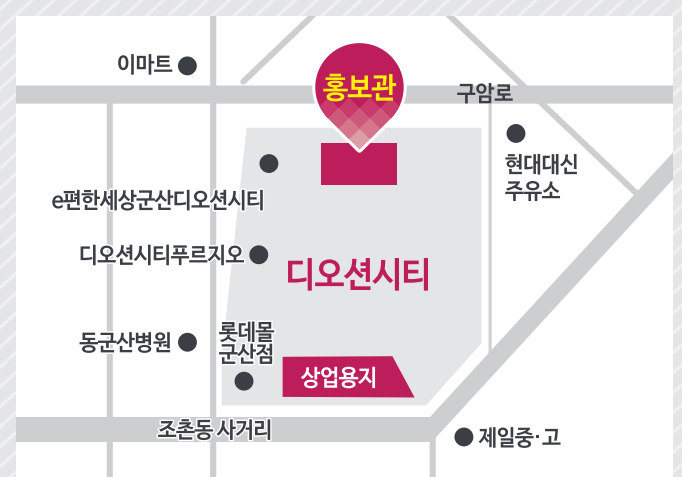 이마트
홍보관
구암로
현대대신
주유소
e편한세상군산디오션시티
디오션시티푸르지오
디오션시티
동군산병원
롯데몰
군산점
상업용지
조촌동 사거리
제일중·고